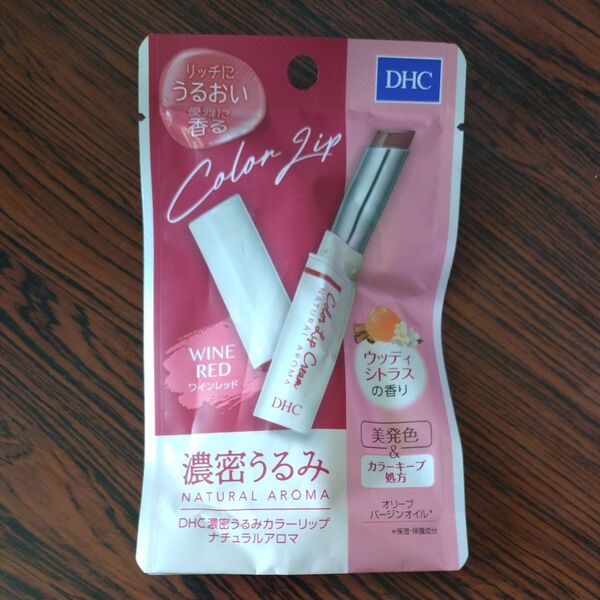 リッチに
うるおい
優雅に
香る
DHC
Color Lip
Color Lip Cream
NATURAL AROMA
DHC
WINE
RED
ワインレッド
ウッディ
シトラス
の香り
美発色
&
カラーキープ
処方
オリーブ
バージンオイル*
*保湿・保護成分
濃密うるみ
NATURAL AROMA
DHC濃密うるみカラーリップ
ナチュラルアロマ